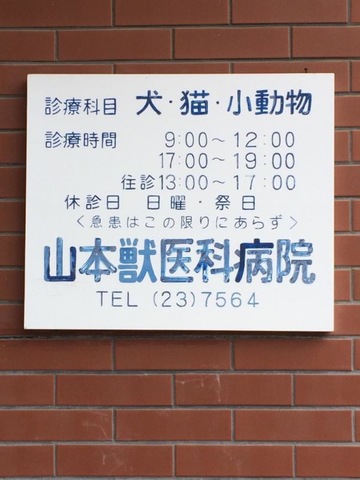 診療科目 犬・猫・小動物
診療時間 9:00～12:00
17:00～19:00
往診13:00～17:00
休診日 日曜・祭日
〈急患はこの限りにあらず〉
山本獣医科病院
TEL (23)7564